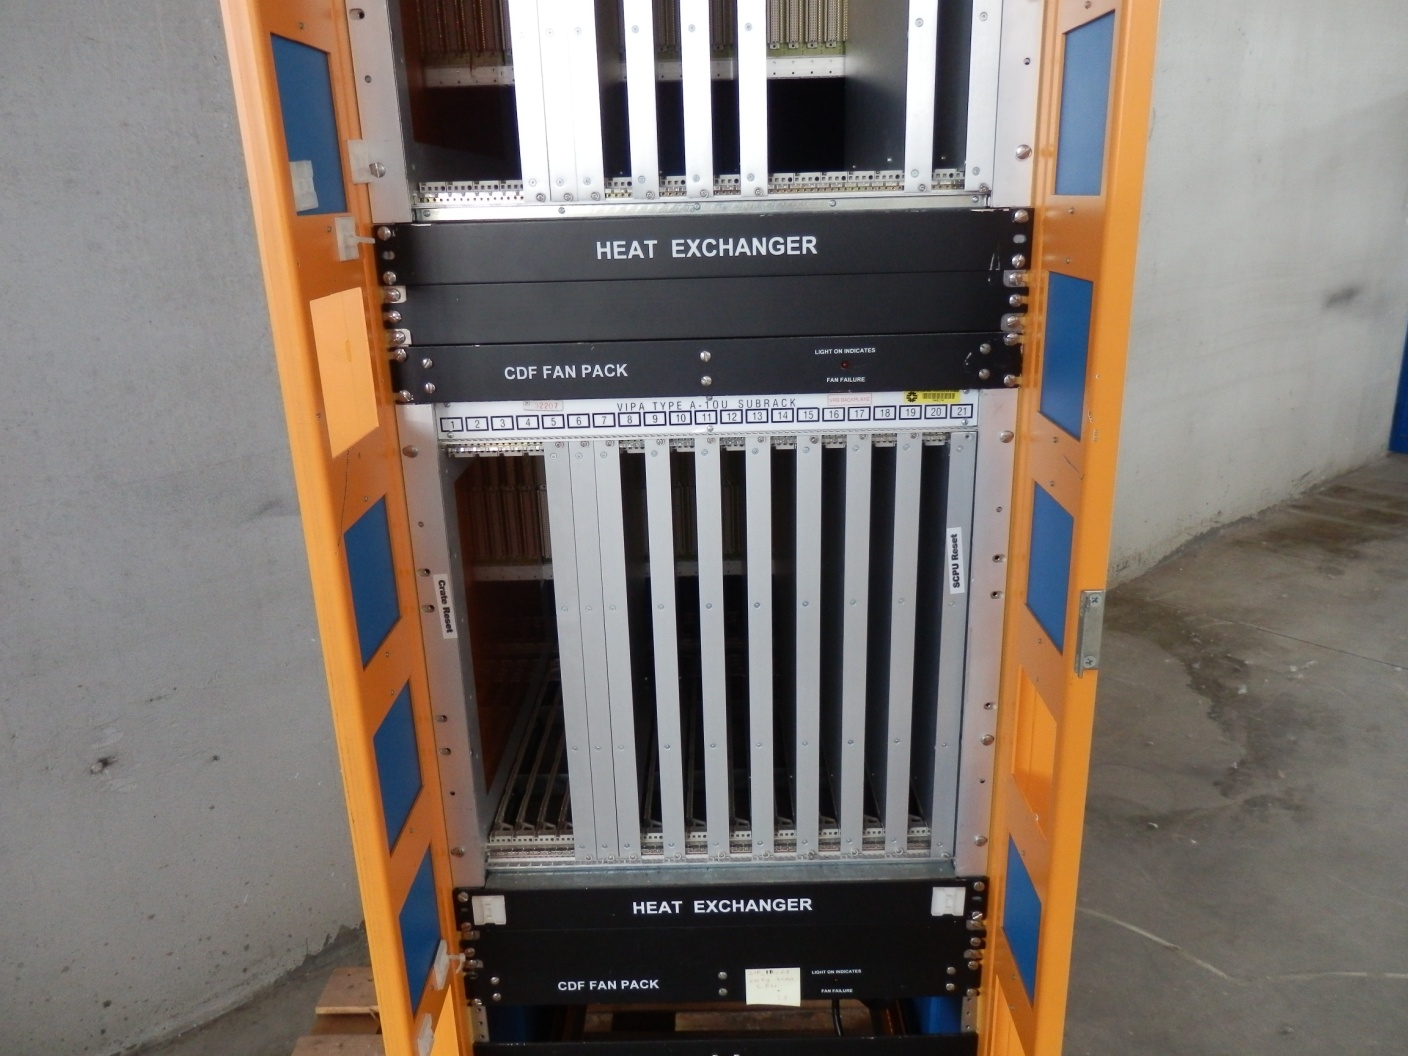 HEAT EXCHANGER
CDF FAN PACK
LIGHT ON INDICATES
FAN FAILURE
VIPA TYPE A-10U SUBRACK
1 2 3 4 5 6 7 8 9 10 11 12 13 14 15 16 17 18 19 20 21
Crate Reset
SCPU Reset
HEAT EXCHANGER
CDF FAN PACK
LIGHT ON INDICATES
FAN FAILURE